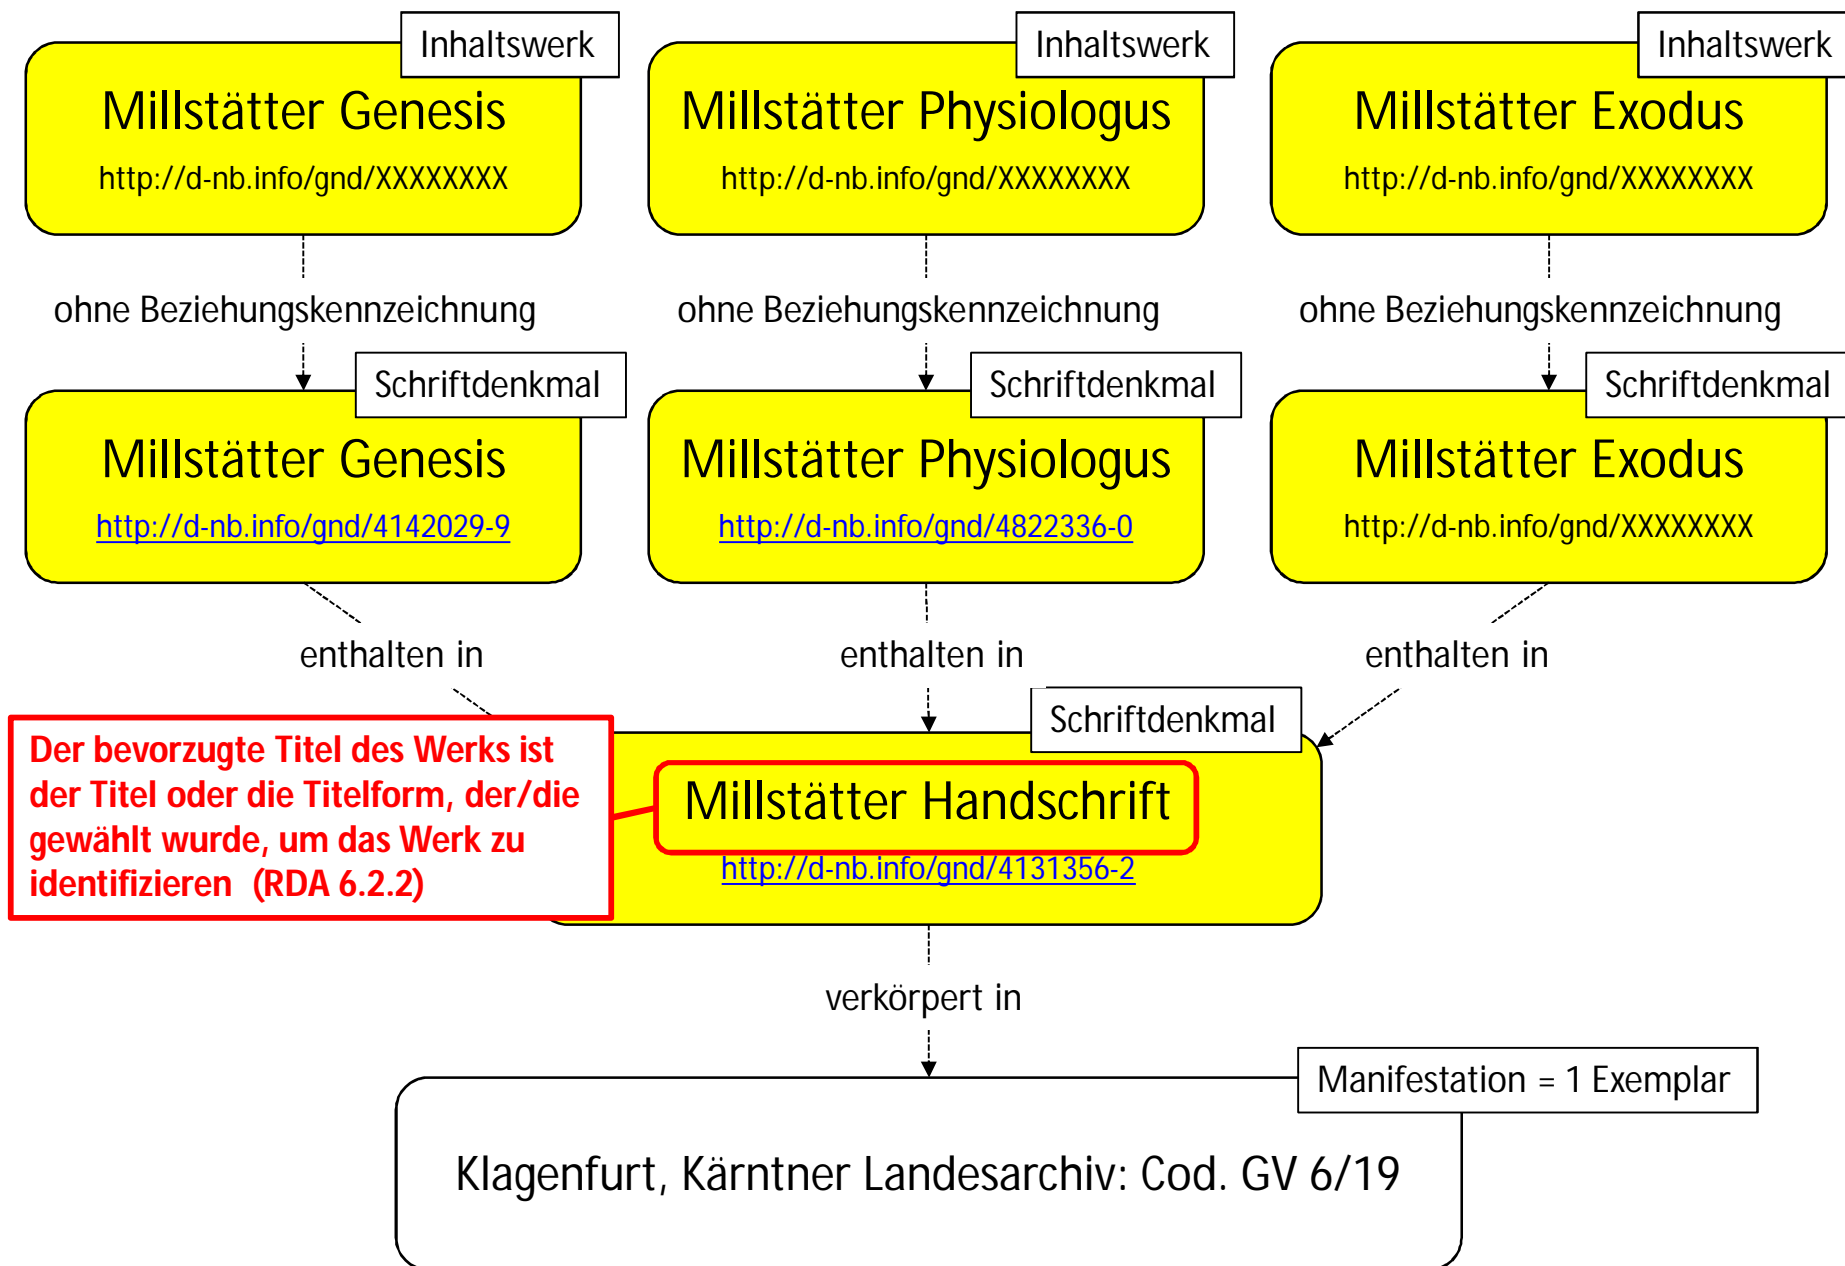 Inhaltswerk
Inhaltswerk
Inhaltswerk
Millstätter Genesis
http://d-nb.info/gnd/XXXXXXXX
Millstätter Physiologus
http://d-nb.info/gnd/XXXXXXXX
Millstätter Exodus
http://d-nb.info/gnd/XXXXXXXX
ohne Beziehungskennzeichnung
ohne Beziehungskennzeichnung
ohne Beziehungskennzeichnung
Schriftdenkmal
Schriftdenkmal
Schriftdenkmal
Millstätter Genesis
http://d-nb.info/gnd/4142029-9
Millstätter Physiologus
http://d-nb.info/gnd/4822336-0
Millstätter Exodus
http://d-nb.info/gnd/XXXXXXXX
enthalten in
enthalten in
enthalten in
Schriftdenkmal
Der bevorzugte Titel des Werks ist
der Titel oder die Titelform, der/die
gewählt wurde, um das Werk zu
identifizieren (RDA 6.2.2)
Millstätter Handschrift
http://d-nb.info/gnd/4131356-2
verkörpert in
Manifestation = 1 Exemplar
Klagenfurt, Kärntner Landesarchiv: Cod. GV 6/19